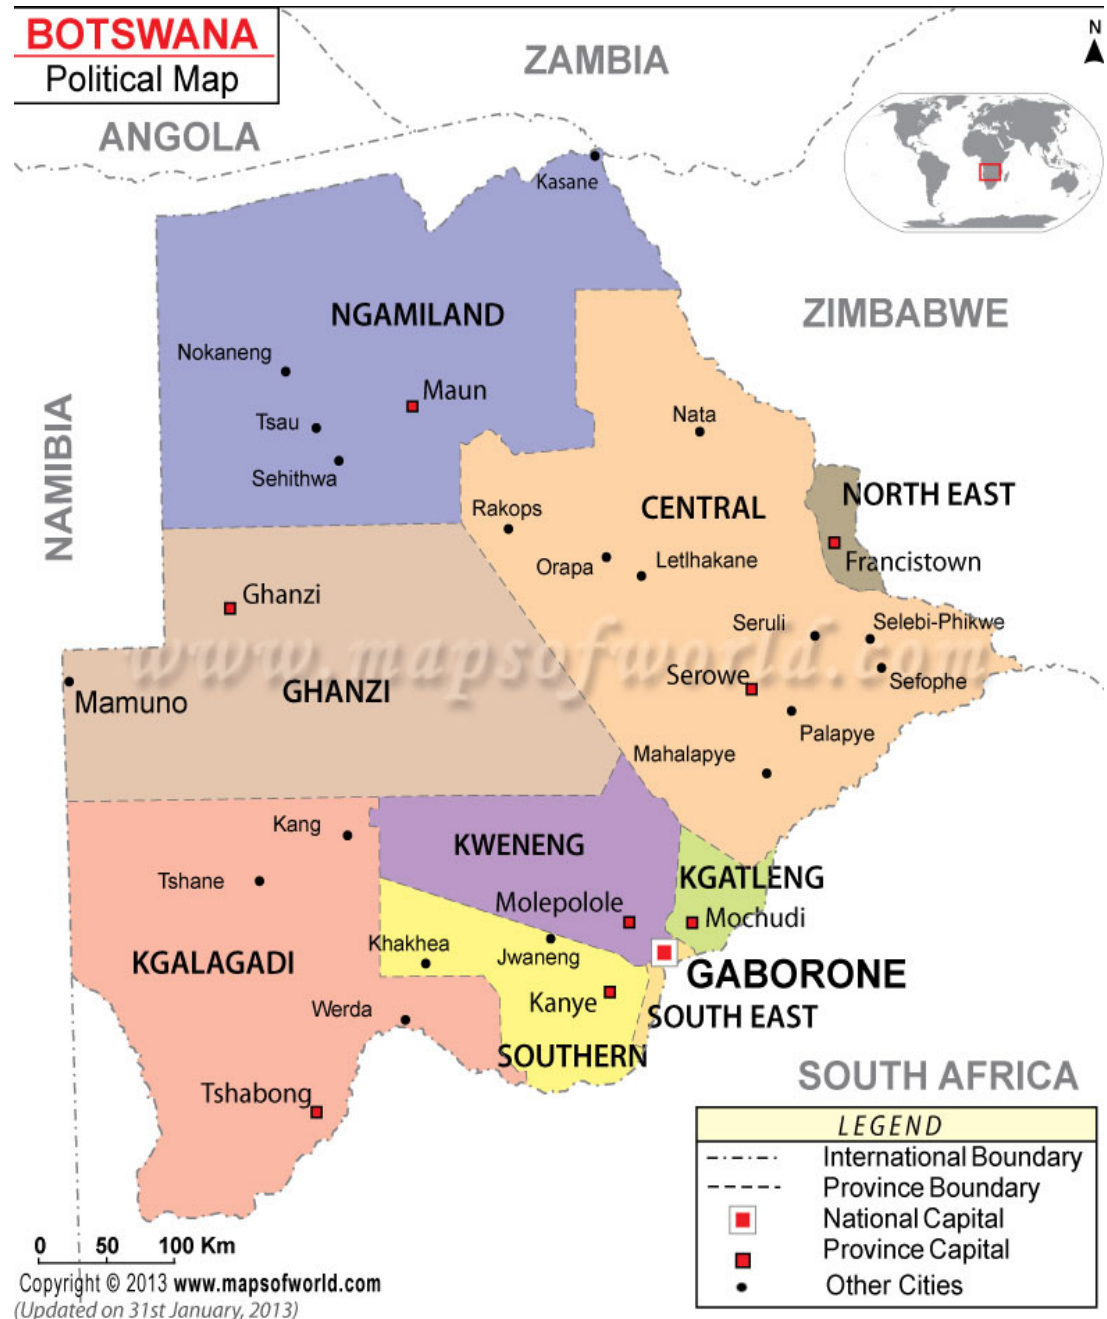 BOTSWANA
Political Map
N
ZAMBIA
ANGOLA
Kasane
NGAMILAND
ZIMBABWE
Nokaneng
Maun
NAMIBIA
Tsau
Nata
Sehithwa
CENTRAL
NORTH EAST
Rakops
Orapa
Letlhakane
Francistown
Ghanzi
Seruli
Selebi-Phikwe
www.mapsofworld.com
Serowe
Sefophe
GHANZI
Mamuno
Palapye
Mahalapye
Kang
KWENENG
Tshane
KGATLENG
Molepolole
Mochudi
Khakhea
Jwaneng
KGALAGADI
GABORONE
Werda
Kanye
SOUTH EAST
SOUTHERN
SOUTH AFRICA
Tshabong
LEGEND
International Boundary
Province Boundary
National Capital
Province Capital
Other Cities
0 50 100 Km
Copyright © 2013 www.mapsofworld.com
(Updated on 31st January, 2013)